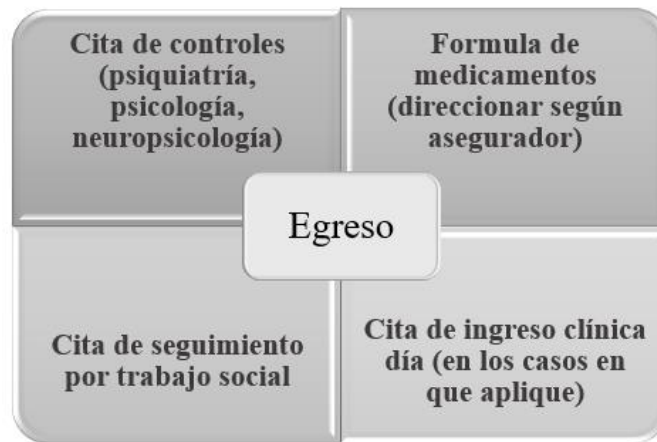 Cita de controles
(psiquiatría,
psicología,
neuropsicología)
Formula de
medicamentos
(direccionar según
asegurador)
Egreso
Cita de seguimiento
por trabajo social
Cita de ingreso clínica
día (en los casos en
que aplique)